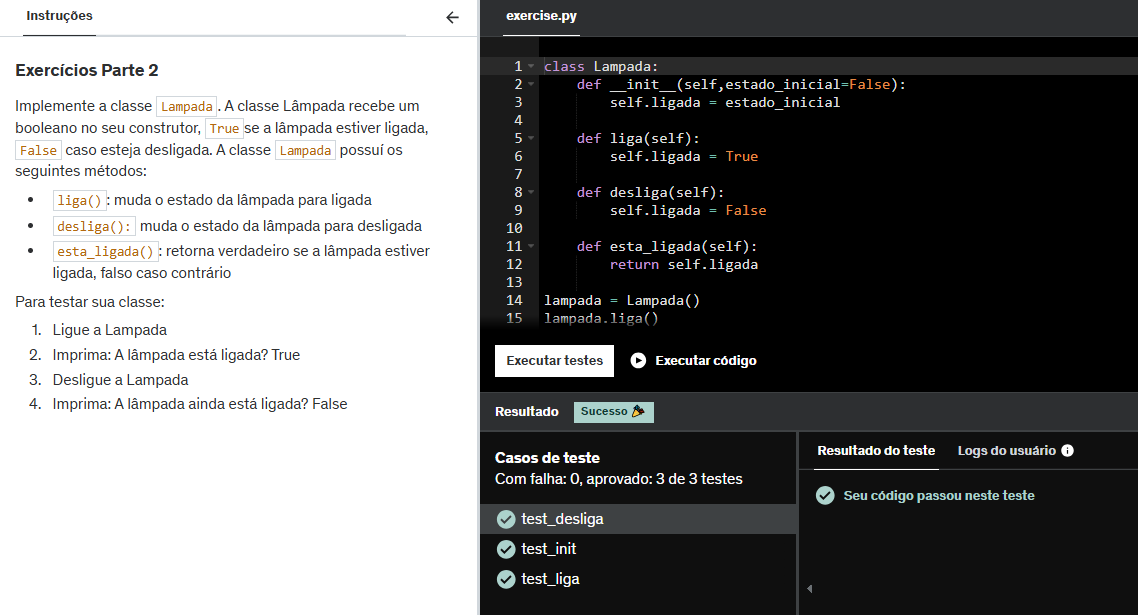 Instruções
Exercícios Parte 2
Implemente a classe Lampada. A classe Lâmpada recebe um
booleano no seu construtor, True se a lâmpada estiver ligada,
False caso esteja desligada. A classe Lampada possuí os
seguintes métodos:
• liga(): muda o estado da lâmpada para ligada
• desliga(): muda o estado da lâmpada para desligada
• esta_ligada(): retorna verdadeiro se a lâmpada estiver
ligada, falso caso contrário
Para testar sua classe:
1. Ligue a Lampada
2. Imprima: A lâmpada está ligada? True
3. Desligue a Lampada
4. Imprima: A lâmpada ainda está ligada? False
exercise.py
1 class Lampada:
2     def __init__(self,estado_inicial=False):
3         self.ligada = estado_inicial
4
5     def liga(self):
6         self.ligada = True
7
8     def desliga(self):
9         self.ligada = False
10
11     def esta_ligada(self):
12         return self.ligada
13
14 lampada = Lampada()
15 lampada.liga()
Executar testes Executar código
Resultado Sucesso
Casos de teste
Com falha: 0, aprovado: 3 de 3 testes
test_desliga
test_init
test_liga
Resultado do teste Logs do usuário
Seu código passou neste teste